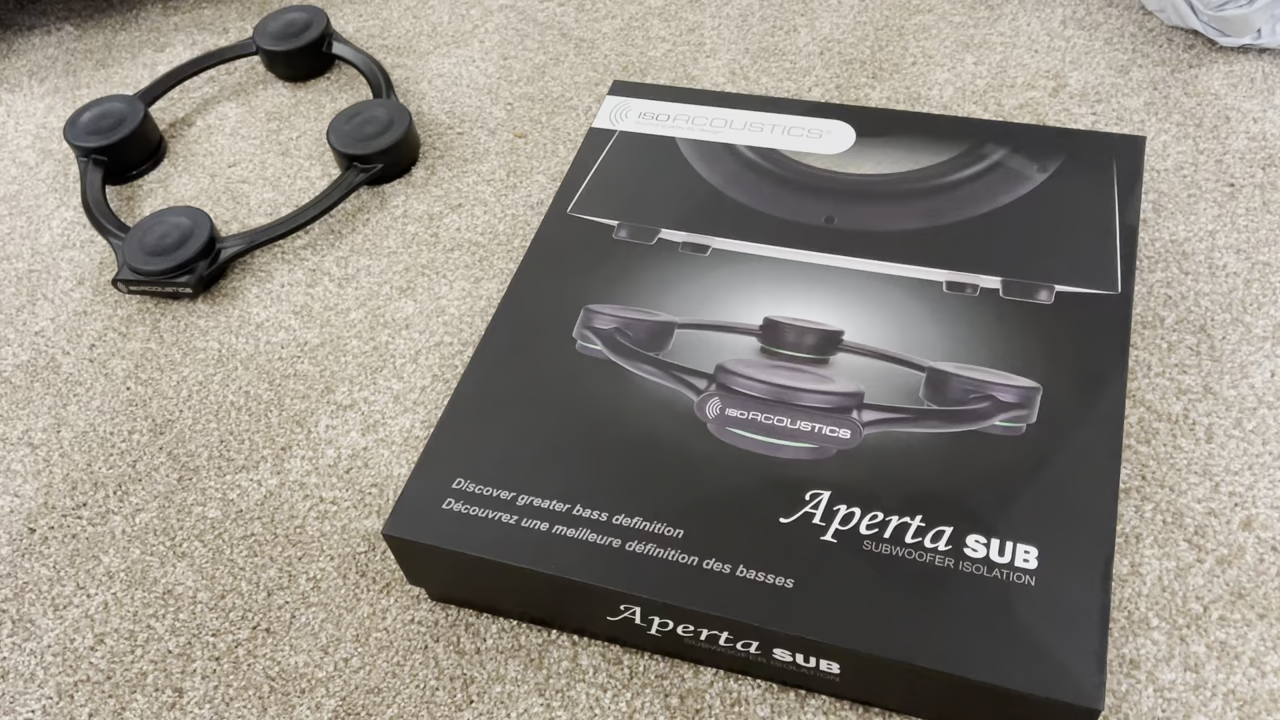 ISOACOUSTICS®
ISOACOUSTICS
ISOACOUSTICS
Discover greater bass definition
Découvrez une meilleure définition des basses
Aperta SUB
SUBWOOFER ISOLATION
Aperta SUB
SUBWOOFER ISOLATION